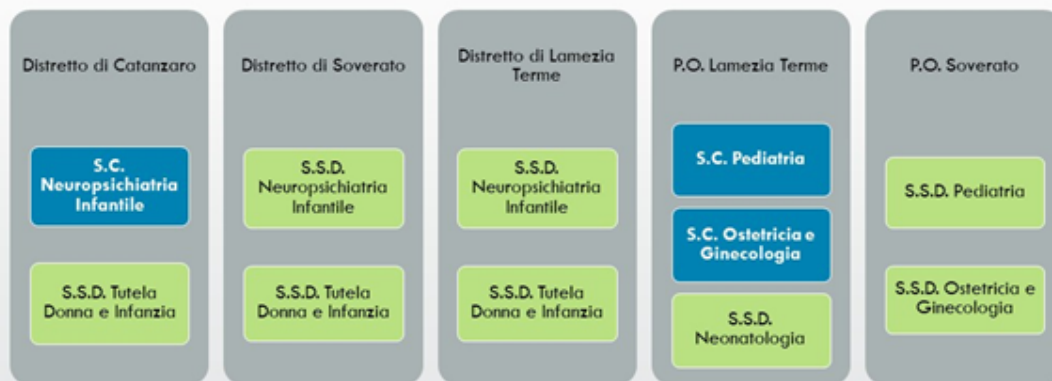 Distretto di Catanzaro
S.C.
Neuropsichiatria
Infantile
S.S.D. Tutela
Donna e Infanzia
Distretto di Soverato
S.S.D.
Neuropsichiatria
Infantile
S.S.D. Tutela
Donna e Infanzia
Distretto di Lamezia
Terme
S.S.D.
Neuropsichiatria
Infantile
S.S.D. Tutela
Donna e Infanzia
P.O. Lamezia Terme
S.C. Pediatria
S.C. Ostetricia e
Ginecologia
S.S.D.
Neonatologia
P.O. Soverato
S.S.D. Pediatria
S.S.D. Ostetricia e
Ginecologia